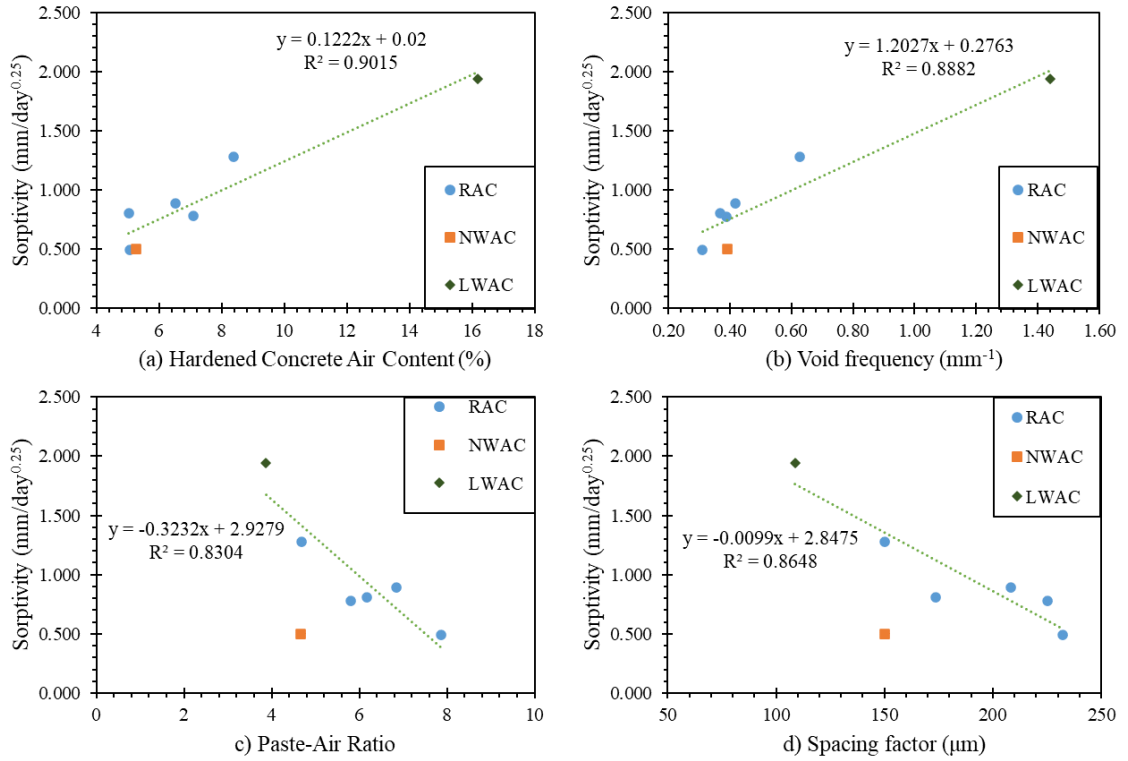 2.500
2.000
1.500
1.000
0.500
0.000
Sorptivity (mm/day^0.25)
y = 0.1222x + 0.02
R² = 0.9015
RAC
NWAC
LWAC
4 6 8 10 12 14 16 18
(a) Hardened Concrete Air Content (%)
2.500
2.000
1.500
1.000
0.500
0.000
Sorptivity (mm/day^0.25)
y = 1.2027x + 0.2763
R² = 0.8882
RAC
NWAC
LWAC
0.20 0.40 0.60 0.80 1.00 1.20 1.40 1.60
(b) Void frequency (mm⁻¹)
2.500
2.000
1.500
1.000
0.500
0.000
Sorptivity (mm/day^0.25)
RAC
NWAC
LWAC
y = -0.3232x + 2.9279
R² = 0.8304
0 2 4 6 8 10
c) Paste-Air Ratio
2.500
2.000
1.500
1.000
0.500
0.000
Sorptivity (mm/day^0.25)
RAC
NWAC
LWAC
y = -0.0099x + 2.8475
R² = 0.8648
50 100 150 200 250
d) Spacing factor (μm)